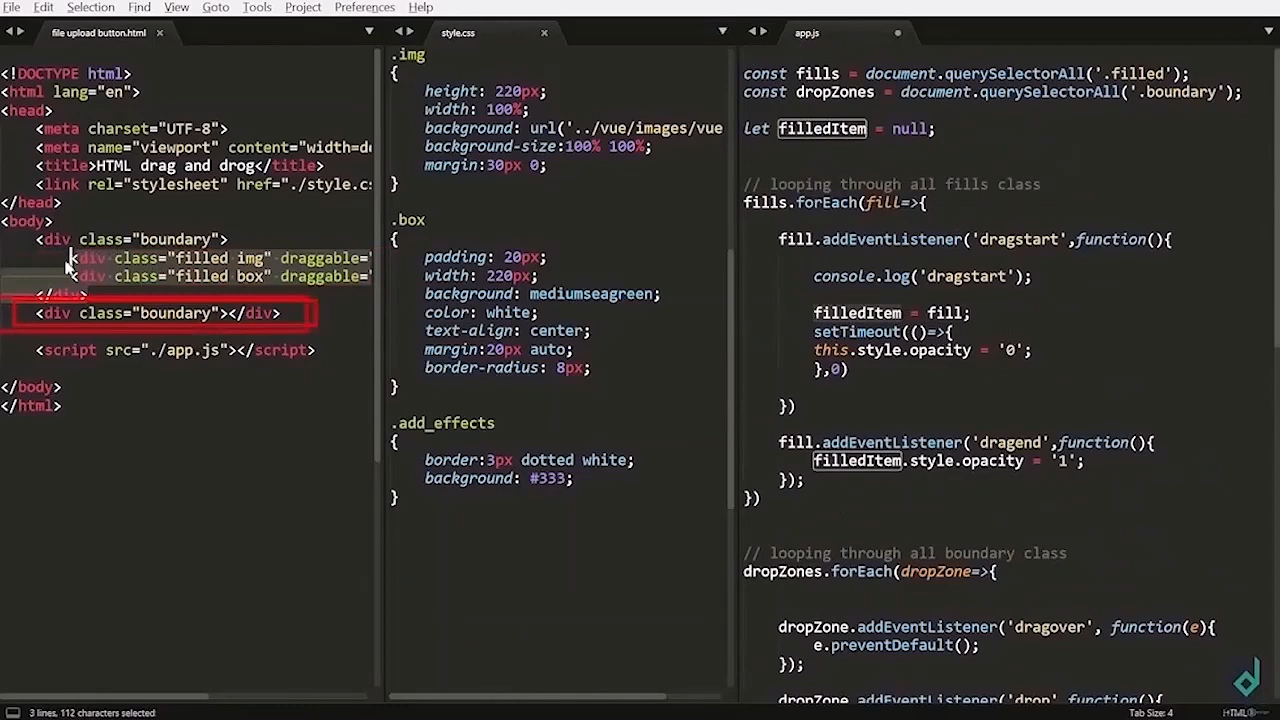 File Edit Selection Find View Goto Tools Project Preferences Help
file upload button.html ×
<!DOCTYPE html>
<html lang="en">
<head>
<meta charset="UTF-8">
<meta name="viewport" content="width=de
<title>HTML drag and drog</title>
<link rel="stylesheet" href="./style.cs
</head>
<body>
<div class="boundary">
<div class="filled img" draggable="
<div class="filled box" draggable="
</div>
<div class="boundary"></div>
<script src="./app.js"></script>
</body>
</html>
style.css ×
.img
{
height: 220px;
width: 100%;
background: url('../vue/images/vue
background-size:100% 100%;
margin:30px 0;
}
.box
{
padding: 20px;
width: 220px;
background: mediumseagreen;
color: white;
text-align: center;
margin:20px auto;
border-radius: 8px;
}
.add_effects
{
border:3px dotted white;
background: #333;
}
app.js
const fills = document.querySelectorAll('.filled');
const dropZones = document.querySelectorAll('.boundary');
let filledItem = null;
// looping through all fills class
fills.forEach(fill=>{
fill.addEventListener('dragstart',function(){
console.log('dragstart');
filledItem = fill;
setTimeout(()=>{
this.style.opacity = '0';
},0)
})
fill.addEventListener('dragend',function(){
filledItem.style.opacity = '1';
});
})
// looping through all boundary class
dropZones.forEach(dropZone=>{
dropZone.addEventListener('dragover', function(e){
e.preventDefault();
});
dropZone.addEventListener('drop',function(){
3 lines, 112 characters selected
Tab Size: 4
HTML